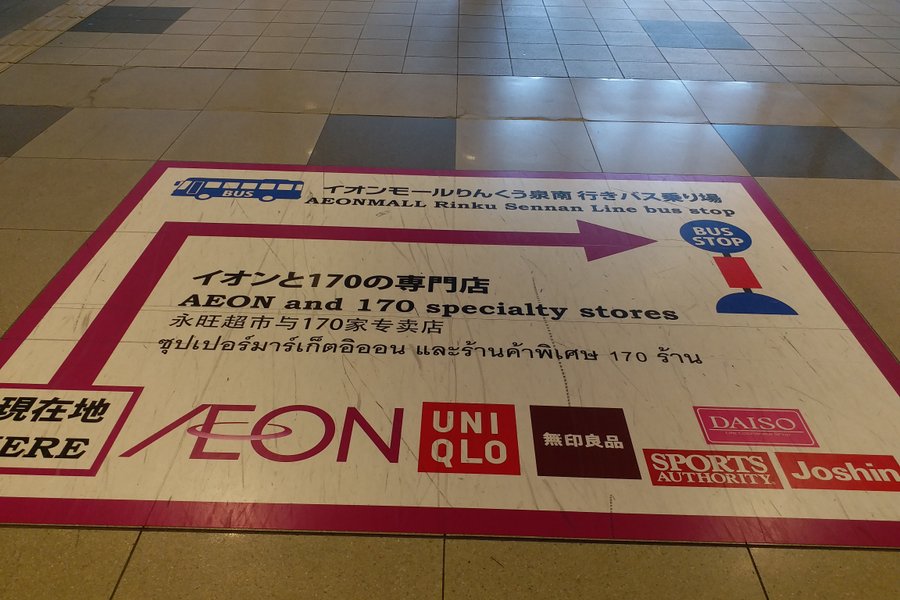 BUS
イオンモールりんくう泉南 行きバス乗り場
AEONMALL Rinku Sennan Line bus stop
BUS
STOP
イオンと170の専門店
AEON and 170 specialty stores
永旺超市与170家专卖店
ซุปเปอร์มาร์เก็ตอิออน และร้านค้าพิเศษ 170 ร้าน
現在地
ERE
AEON
UNI
QLO
無印良品
DAISO
SPORTS
AUTHORITY
Joshin